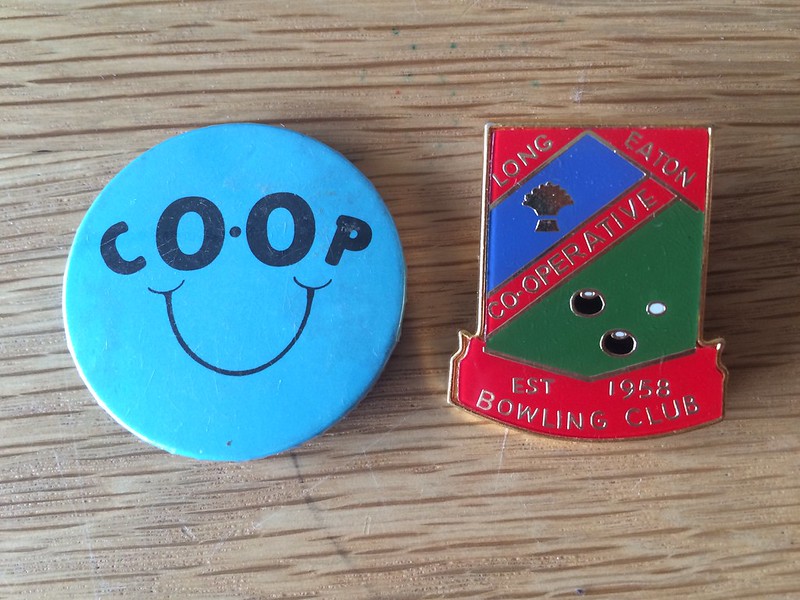 CO·OP
LONG EATON
CO-OPERATIVE
EST 1958
BOWLING CLUB